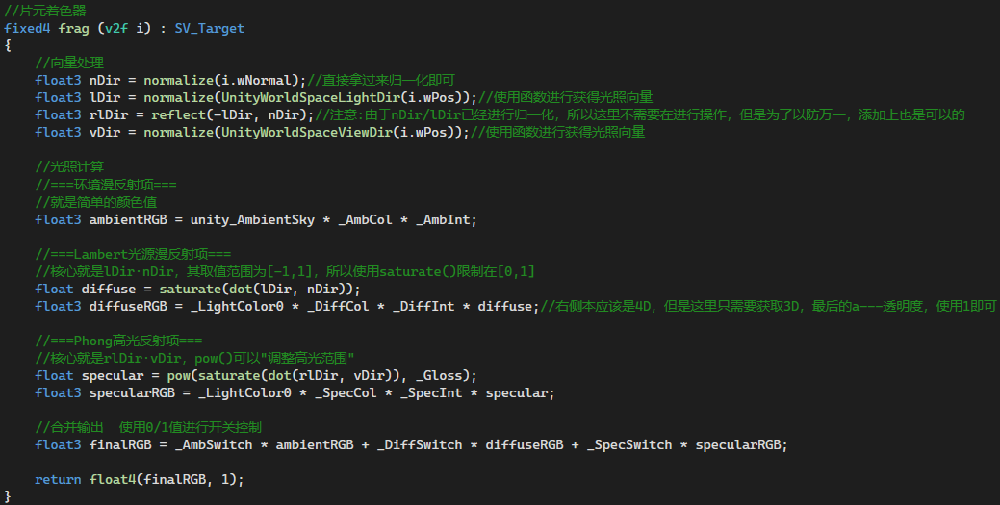 //片元着色器
fixed4 frag (v2f i) : SV_Target
{
    //向量处理
    float3 nDir = normalize(i.wNormal);//直接拿过来归一化即可
    float3 lDir = normalize(UnityWorldSpaceLightDir(i.wPos));//使用函数进行获得光照向量
    float3 rlDir = reflect(-lDir, nDir);//注意:由于nDir/lDir已经进行归一化，所以这里不需要在进行操作，但是为了以防万一，添加上也是可以的
    float3 vDir = normalize(UnityWorldSpaceViewDir(i.wPos));//使用函数进行获得光照向量

    //光照计算
    //===环境漫反射项===
    //就是简单的颜色值
    float3 ambientRGB = unity_AmbientSky * _AmbCol * _AmbInt;

    //===Lambert光源漫反射项===
    //核心就是lDir·nDir，其取值范围为[-1,1]，所以使用saturate()限制在[0,1]
    float diffuse = saturate(dot(lDir, nDir));
    float3 diffuseRGB = _LightColor0 * _DiffCol * _DiffInt * diffuse;//右侧本应该是4D，但是这里只需要获取3D，最后的a---透明度，使用1即可

    //===Phong高光反射项===
    //核心就是rlDir·vDir，pow()可以"调整高光范围"
    float specular = pow(saturate(dot(rlDir, vDir)), _Gloss);
    float3 specularRGB = _LightColor0 * _SpecCol * _SpecInt * specular;

    //合并输出  使用0/1值进行开关控制
    float3 finalRGB = _AmbSwitch * ambientRGB + _DiffSwitch * diffuseRGB + _SpecSwitch * specularRGB;

    return float4(finalRGB, 1);
}